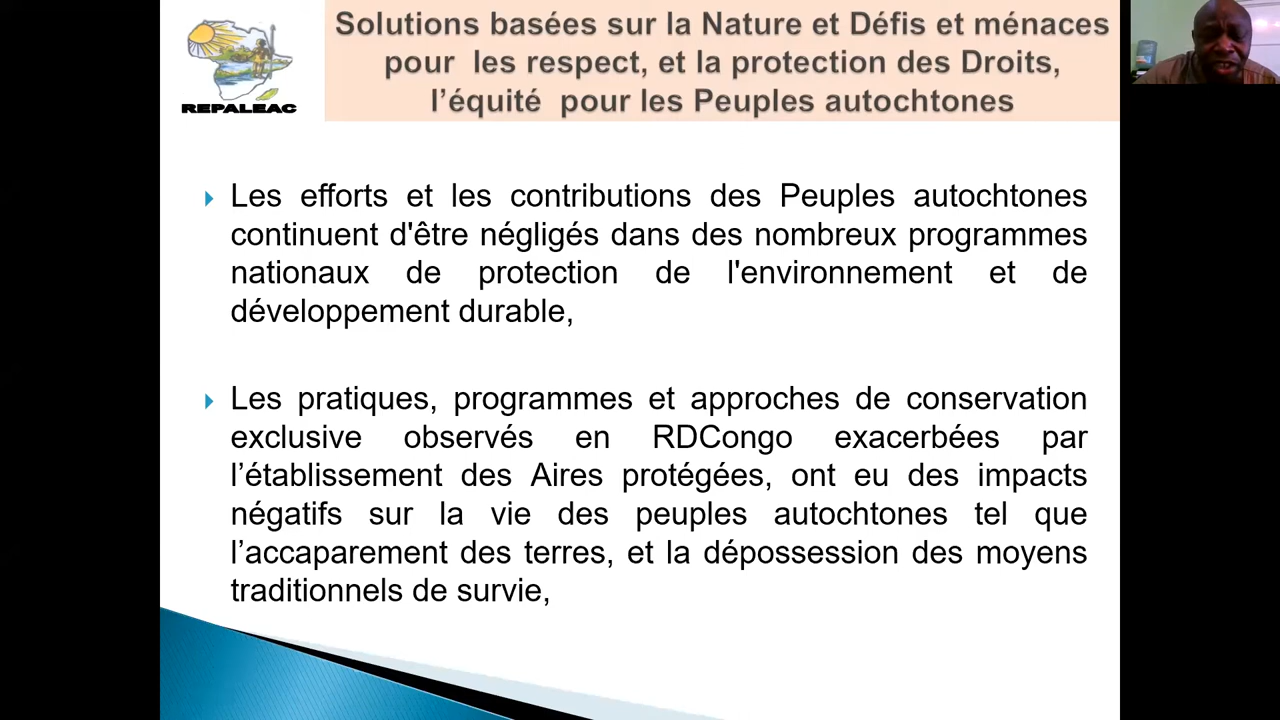 Solutions basées sur la Nature et Défis et ménaces
pour les respect, et la protection des Droits,
l’équité pour les Peuples autochtones
REPALEAC
Les efforts et les contributions des Peuples autochtones
continuent d'être négligés dans des nombreux programmes
nationaux de protection de l'environnement et de
développement durable,
Les pratiques, programmes et approches de conservation
exclusive observés en RDCongo exacerbées par
l’établissement des Aires protégées, ont eu des impacts
négatifs sur la vie des peuples autochtones tel que
l’accaparement des terres, et la dépossession des moyens
traditionnels de survie,